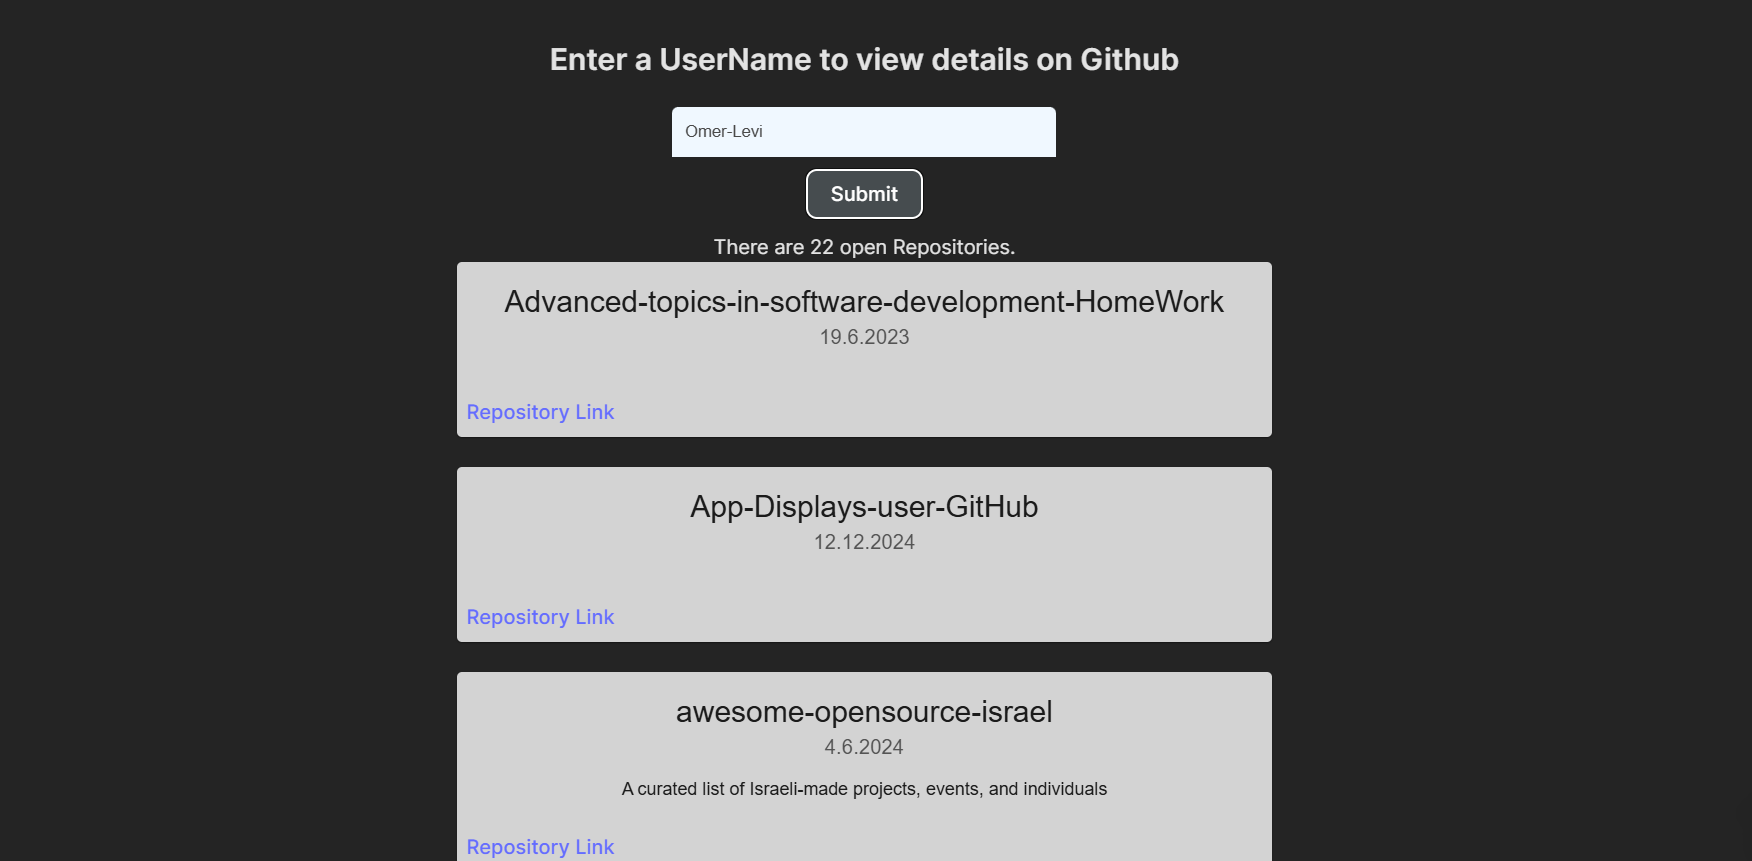 Enter a UserName to view details on Github
Omer-Levi
Submit
There are 22 open Repositories.
Advanced-topics-in-software-development-HomeWork
19.6.2023
Repository Link
App-Displays-user-GitHub
12.12.2024
Repository Link
awesome-opensource-israel
4.6.2024
A curated list of Israeli-made projects, events, and individuals
Repository Link